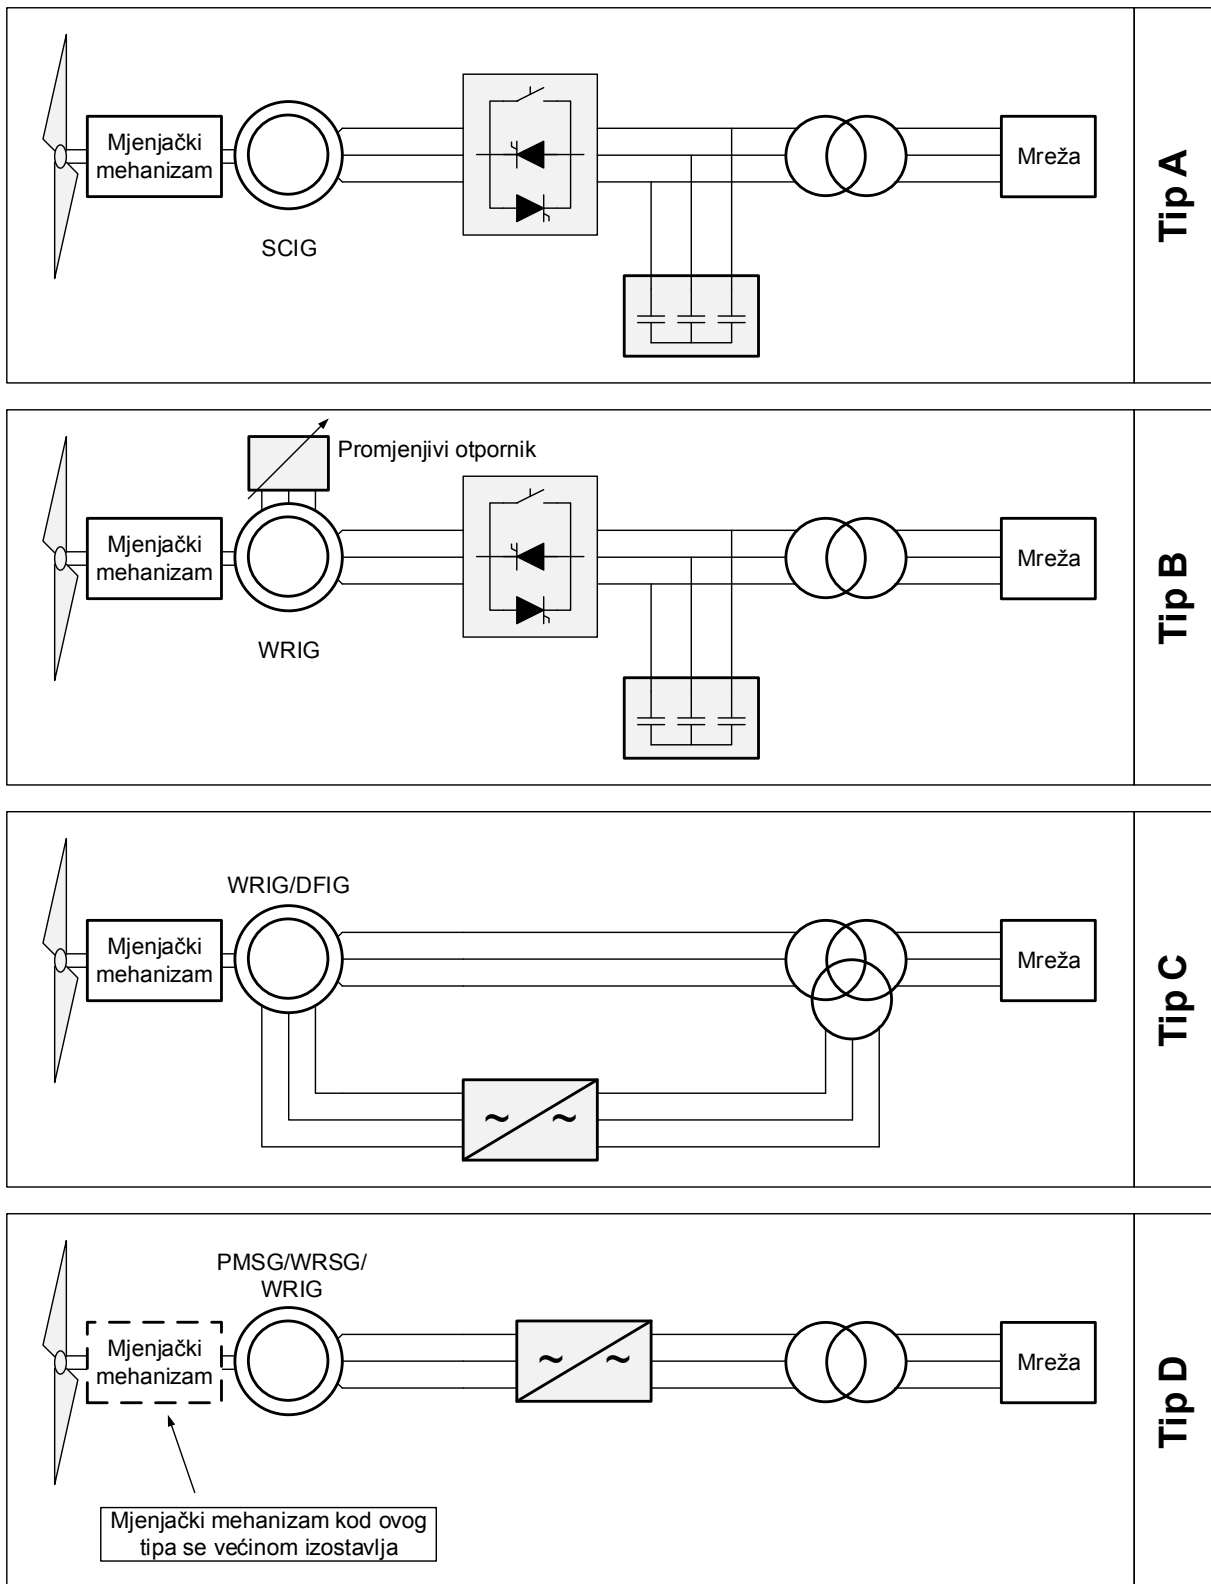 Mjenjački
mehanizam
SCIG
Mreža
Tip A
Promjenjivi otpornik
Mjenjački
mehanizam
WRIG
Mreža
Tip B
WRIG/DFIG
Mjenjački
mehanizam
Mreža
~ ~
Tip C
PMSG/WRSG/
WRIG
Mjenjački
mehanizam
~ ~
Mreža
Tip D
Mjenjački mehanizam kod ovog
tipa se većinom izostavlja